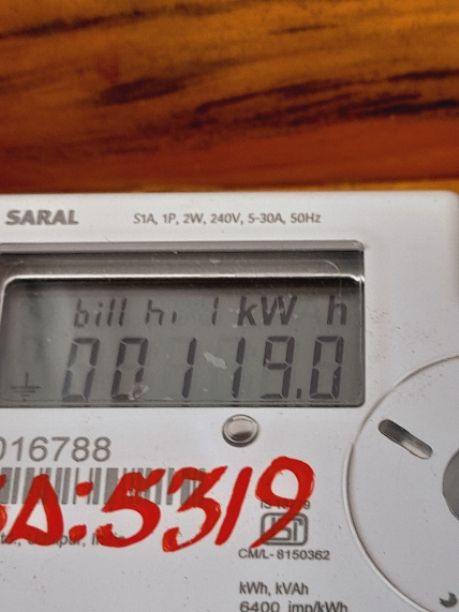 SARAL S1A, 1P, 2W, 240V, 5-30A, 50Hz
bill hi 1 kW h
00119.0
016788
:5319
CM/L- 8150362
kWh, kVAh
6400 imp/kWh